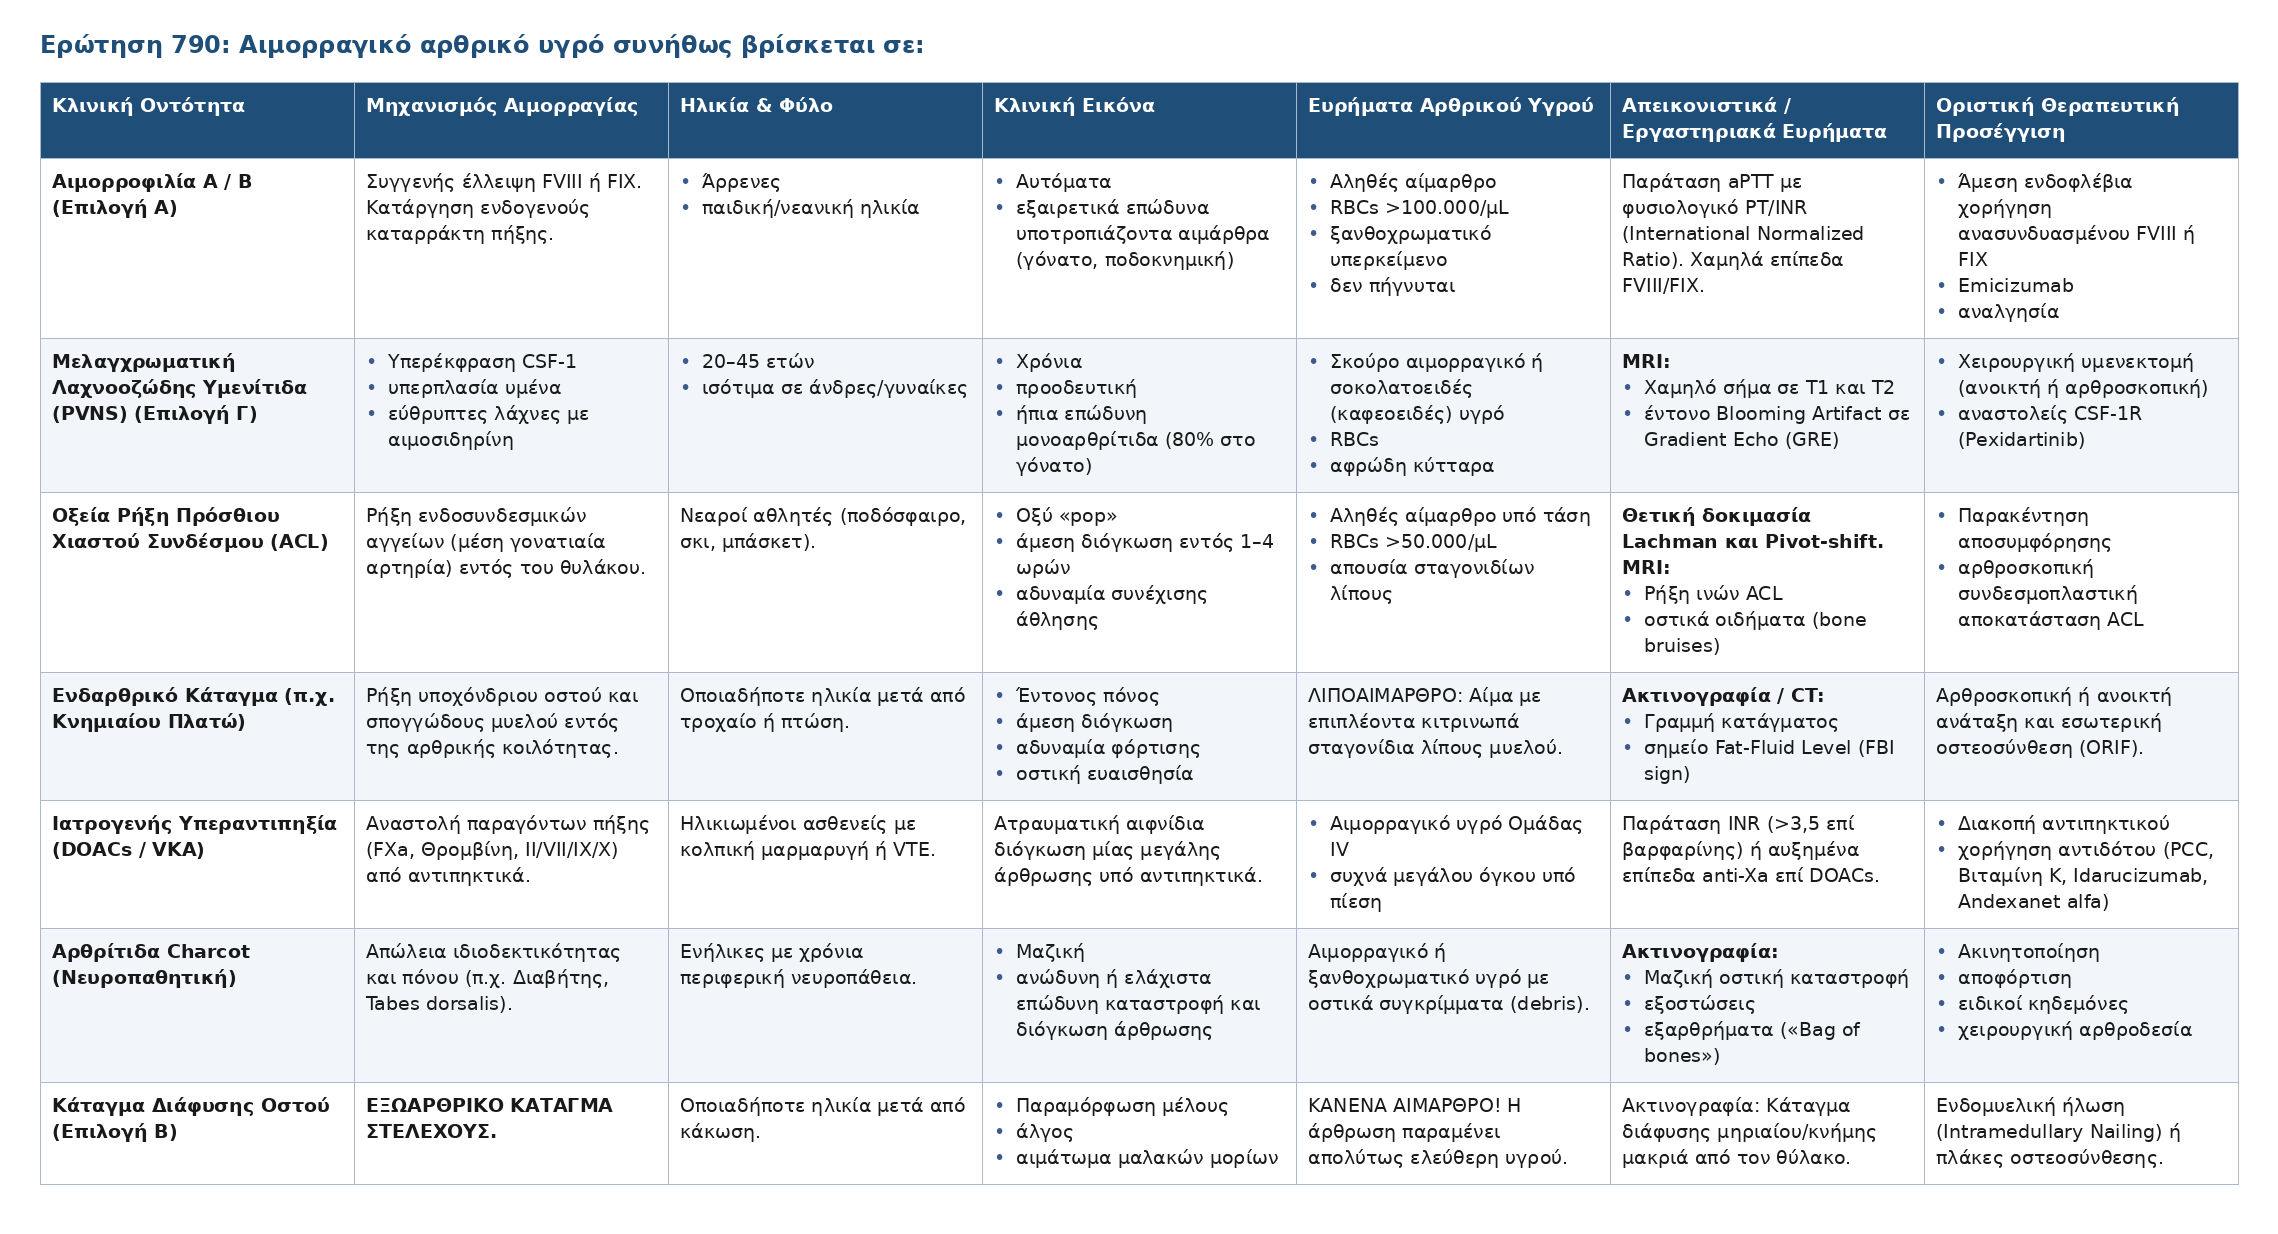 Ερώτηση 790: Αιμορραγικό αρθρικό υγρό συνήθως βρίσκεται σε:
Κλινική Οντότητα
Μηχανισμός Αιμορραγίας
Ηλικία & Φύλο
Κλινική Εικόνα
Ευρήματα Αρθρικού Υγρού
Απεικονιστικά /
Εργαστηριακά Ευρήματα
Οριστική Θεραπευτική
Προσέγγιση
Αιμορροφιλία Α / Β
(Επιλογή Α)
Συγγενής έλλειψη FVIII ή FIX.
Κατάργηση ενδογενούς
καταρράκτη πήξης.
• Άρρενες
• παιδική/νεανική ηλικία
• Αυτόματα
• εξαιρετικά επώδυνα
υποτροπιάζοντα αιμάρθρα
(γόνατο, ποδοκνημική)
• Αληθές αίμαρθρο
• RBCs >100.000/μL
• ξανθοχρωματικό
υπερκείμενο
• δεν πήγνυται
Παράταση aPTT με
φυσιολογικό PT/INR
(International Normalized
Ratio). Χαμηλά επίπεδα
FVIII/FIX.
• Άμεση ενδοφλέβια
χορήγηση
ανασυνδυασμένου FVIII ή
FIX
• Emicizumab
• αναλγησία
Μελαγχρωματική
Λαχνοοζώδης Υμενίτιδα
(PVNS) (Επιλογή Γ)
• Υπερέκφραση CSF-1
• υπερπλασία υμένα
• εύθρυπτες λάχνες με
αιμοσιδηρίνη
• 20–45 ετών
• ισότιμα σε άνδρες/γυναίκες
• Χρόνια
• προοδευτική
• ήπια επώδυνη
μονοαρθρίτιδα (80% στο
γόνατο)
• Σκούρο αιμορραγικό ή
σοκολατοειδές
(καφεοειδές) υγρό
• RBCs
• αφρώδη κύτταρα
MRI:
• Χαμηλό σήμα σε T1 και T2
• έντονο Blooming Artifact σε
Gradient Echo (GRE)
• Χειρουργική υμενεκτομή
(ανοικτή ή αρθροσκοπική)
• αναστολείς CSF-1R
(Pexidartinib)
Οξεία Ρήξη Πρόσθιου
Χιαστού Συνδέσμου (ACL)
Ρήξη ενδοσυνδεσμικών
αγγείων (μέση γονατιαία
αρτηρία) εντός του θυλάκου.
Νεαροί αθλητές (ποδόσφαιρο,
σκι, μπάσκετ).
• Οξύ «pop»
• άμεση διόγκωση εντός 1–4
ωρών
• αδυναμία συνέχισης
άθλησης
• Αληθές αίμαρθρο υπό τάση
• RBCs >50.000/μL
• απουσία σταγονιδίων
λίπους
Θετική δοκιμασία
Lachman και Pivot-shift.
MRI:
• Ρήξη ινών ACL
• οστικά οιδήματα (bone
bruises)
• Παρακέντηση
αποσυμφόρησης
• αρθροσκοπική
συνδεσμοπλαστική
αποκατάσταση ACL
Ενδαρθρικό Κάταγμα (π.χ.
Κνημιαίου Πλατώ)
Ρήξη υποχόνδριου οστού και
σπογγώδους μυελού εντός
της αρθρικής κοιλότητας.
Οποιαδήποτε ηλικία μετά από
τροχαίο ή πτώση.
• Έντονος πόνος
• άμεση διόγκωση
• αδυναμία φόρτισης
• οστική ευαισθησία
ΛΙΠΟΑΙΜΑΡΘΡΟ: Αίμα με
επιπλέοντα κιτρινωπά
σταγονίδια λίπους μυελού.
Ακτινογραφία / CT:
• Γραμμή κατάγματος
• σημείο Fat-Fluid Level (FBI
sign)
Αρθροσκοπική ή ανοικτή
ανάταξη και εσωτερική
οστεοσύνθεση (ORIF).
Ιατρογενής Υπεραντιπηξία
(DOACs / VKA)
Αναστολή παραγόντων πήξης
(FXa, Θρομβίνη, II/VII/IX/X)
από αντιπηκτικά.
Ηλικιωμένοι ασθενείς με
κολπική μαρμαρυγή ή VTE.
Ατραυματική αιφνίδια
διόγκωση μίας μεγάλης
άρθρωσης υπό αντιπηκτικά.
• Αιμορραγικό υγρό Ομάδας
IV
• συχνά μεγάλου όγκου υπό
πίεση
Παράταση INR (>3,5 επί
βαρφαρίνης) ή αυξημένα
επίπεδα anti-Xa επί DOACs.
• Διακοπή αντιπηκτικού
• χορήγηση αντιδότου (PCC,
Βιταμίνη Κ, Idarucizumab,
Andexanet alfa)
Αρθρίτιδα Charcot
(Νευροπαθητική)
Απώλεια ιδιοδεκτικότητας
και πόνου (π.χ. Διαβήτης,
Tabes dorsalis).
Ενήλικες με χρόνια
περιφερική νευροπάθεια.
• Μαζική
• ανώδυνη ή ελάχιστα
επώδυνη καταστροφή και
διόγκωση άρθρωσης
Αιμορραγικό ή
ξανθοχρωματικό υγρό με
οστικά συγκρίμματα (debris).
Ακτινογραφία:
• Μαζική οστική καταστροφή
• εξοστώσεις
• εξαρθρήματα («Bag of
bones»)
• Ακινητοποίηση
• αποφόρτιση
• ειδικοί κηδεμόνες
• χειρουργική αρθροδεσία
Κάταγμα Διάφυσης Οστού
(Επιλογή Β)
ΕΞΩΑΡΘΡΙΚΟ ΚΑΤΑΓΜΑ
ΣΤΕΛΕΧΟΥΣ.
Οποιαδήποτε ηλικία μετά από
κάκωση.
• Παραμόρφωση μέλους
• άλγος
• αιμάτωμα μαλακών μορίων
ΚΑΝΕΝΑ ΑΙΜΑΡΘΡΟ! Η
άρθρωση παραμένει
απολύτως ελεύθερη υγρού.
Ακτινογραφία: Κάταγμα
διάφυσης μηριαίου/κνήμης
μακριά από τον θύλακο.
Ενδομυελική ήλωση
(Intramedullary Nailing) ή
πλάκες οστεοσύνθεσης.